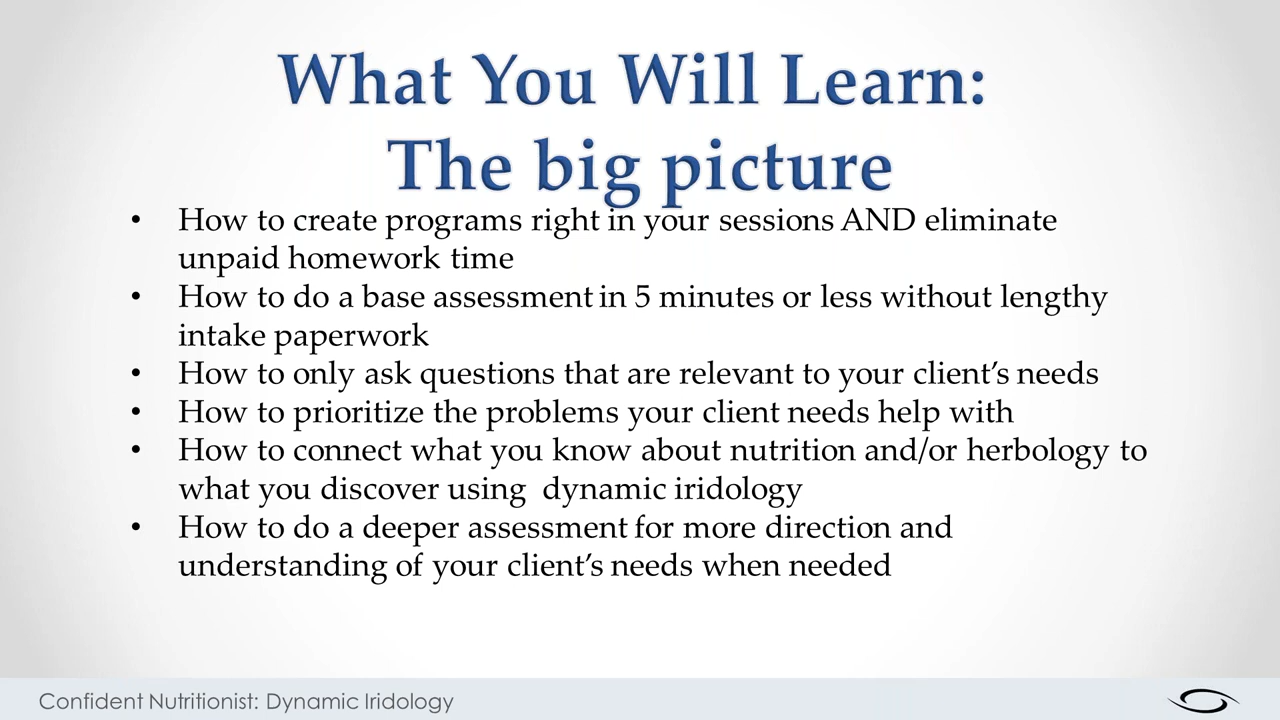 What You Will Learn:
The big picture
• How to create programs right in your sessions AND eliminate
unpaid homework time
• How to do a base assessment in 5 minutes or less without lengthy
intake paperwork
• How to only ask questions that are relevant to your client’s needs
• How to prioritize the problems your client needs help with
• How to connect what you know about nutrition and/or herbology to
what you discover using  dynamic iridology
• How to do a deeper assessment for more direction and
understanding of your client’s needs when needed
Confident Nutritionist: Dynamic Iridology